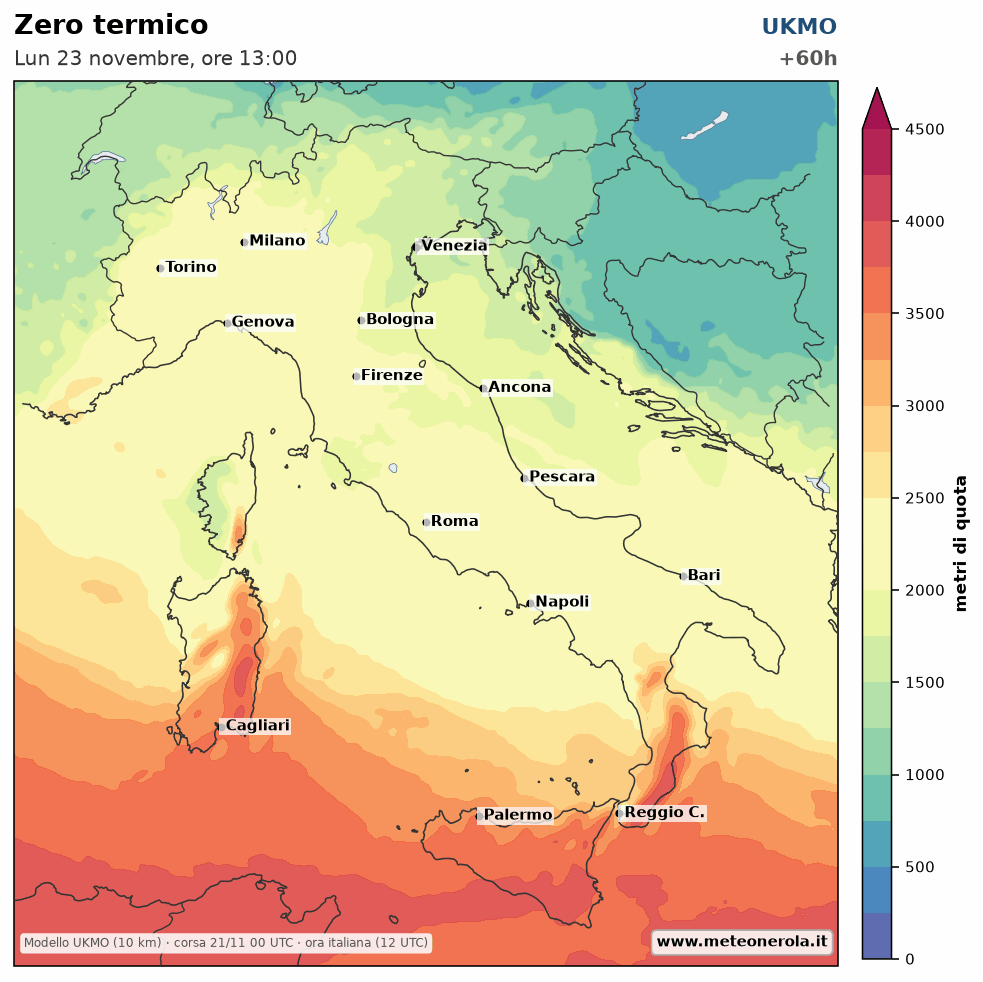 Zero termico
UKMO
Lun 23 novembre, ore 13:00
+60h
Milano
Venezia
Torino
Genova
Bologna
Firenze
Ancona
Pescara
Roma
Bari
Napoli
Cagliari
Palermo
Reggio C.
4500
4000
3500
3000
2500
2000
1500
1000
500
0
metri di quota
Modello UKMO (10 km) · corsa 21/11 00 UTC · ora italiana (12 UTC)
www.meteonerola.it